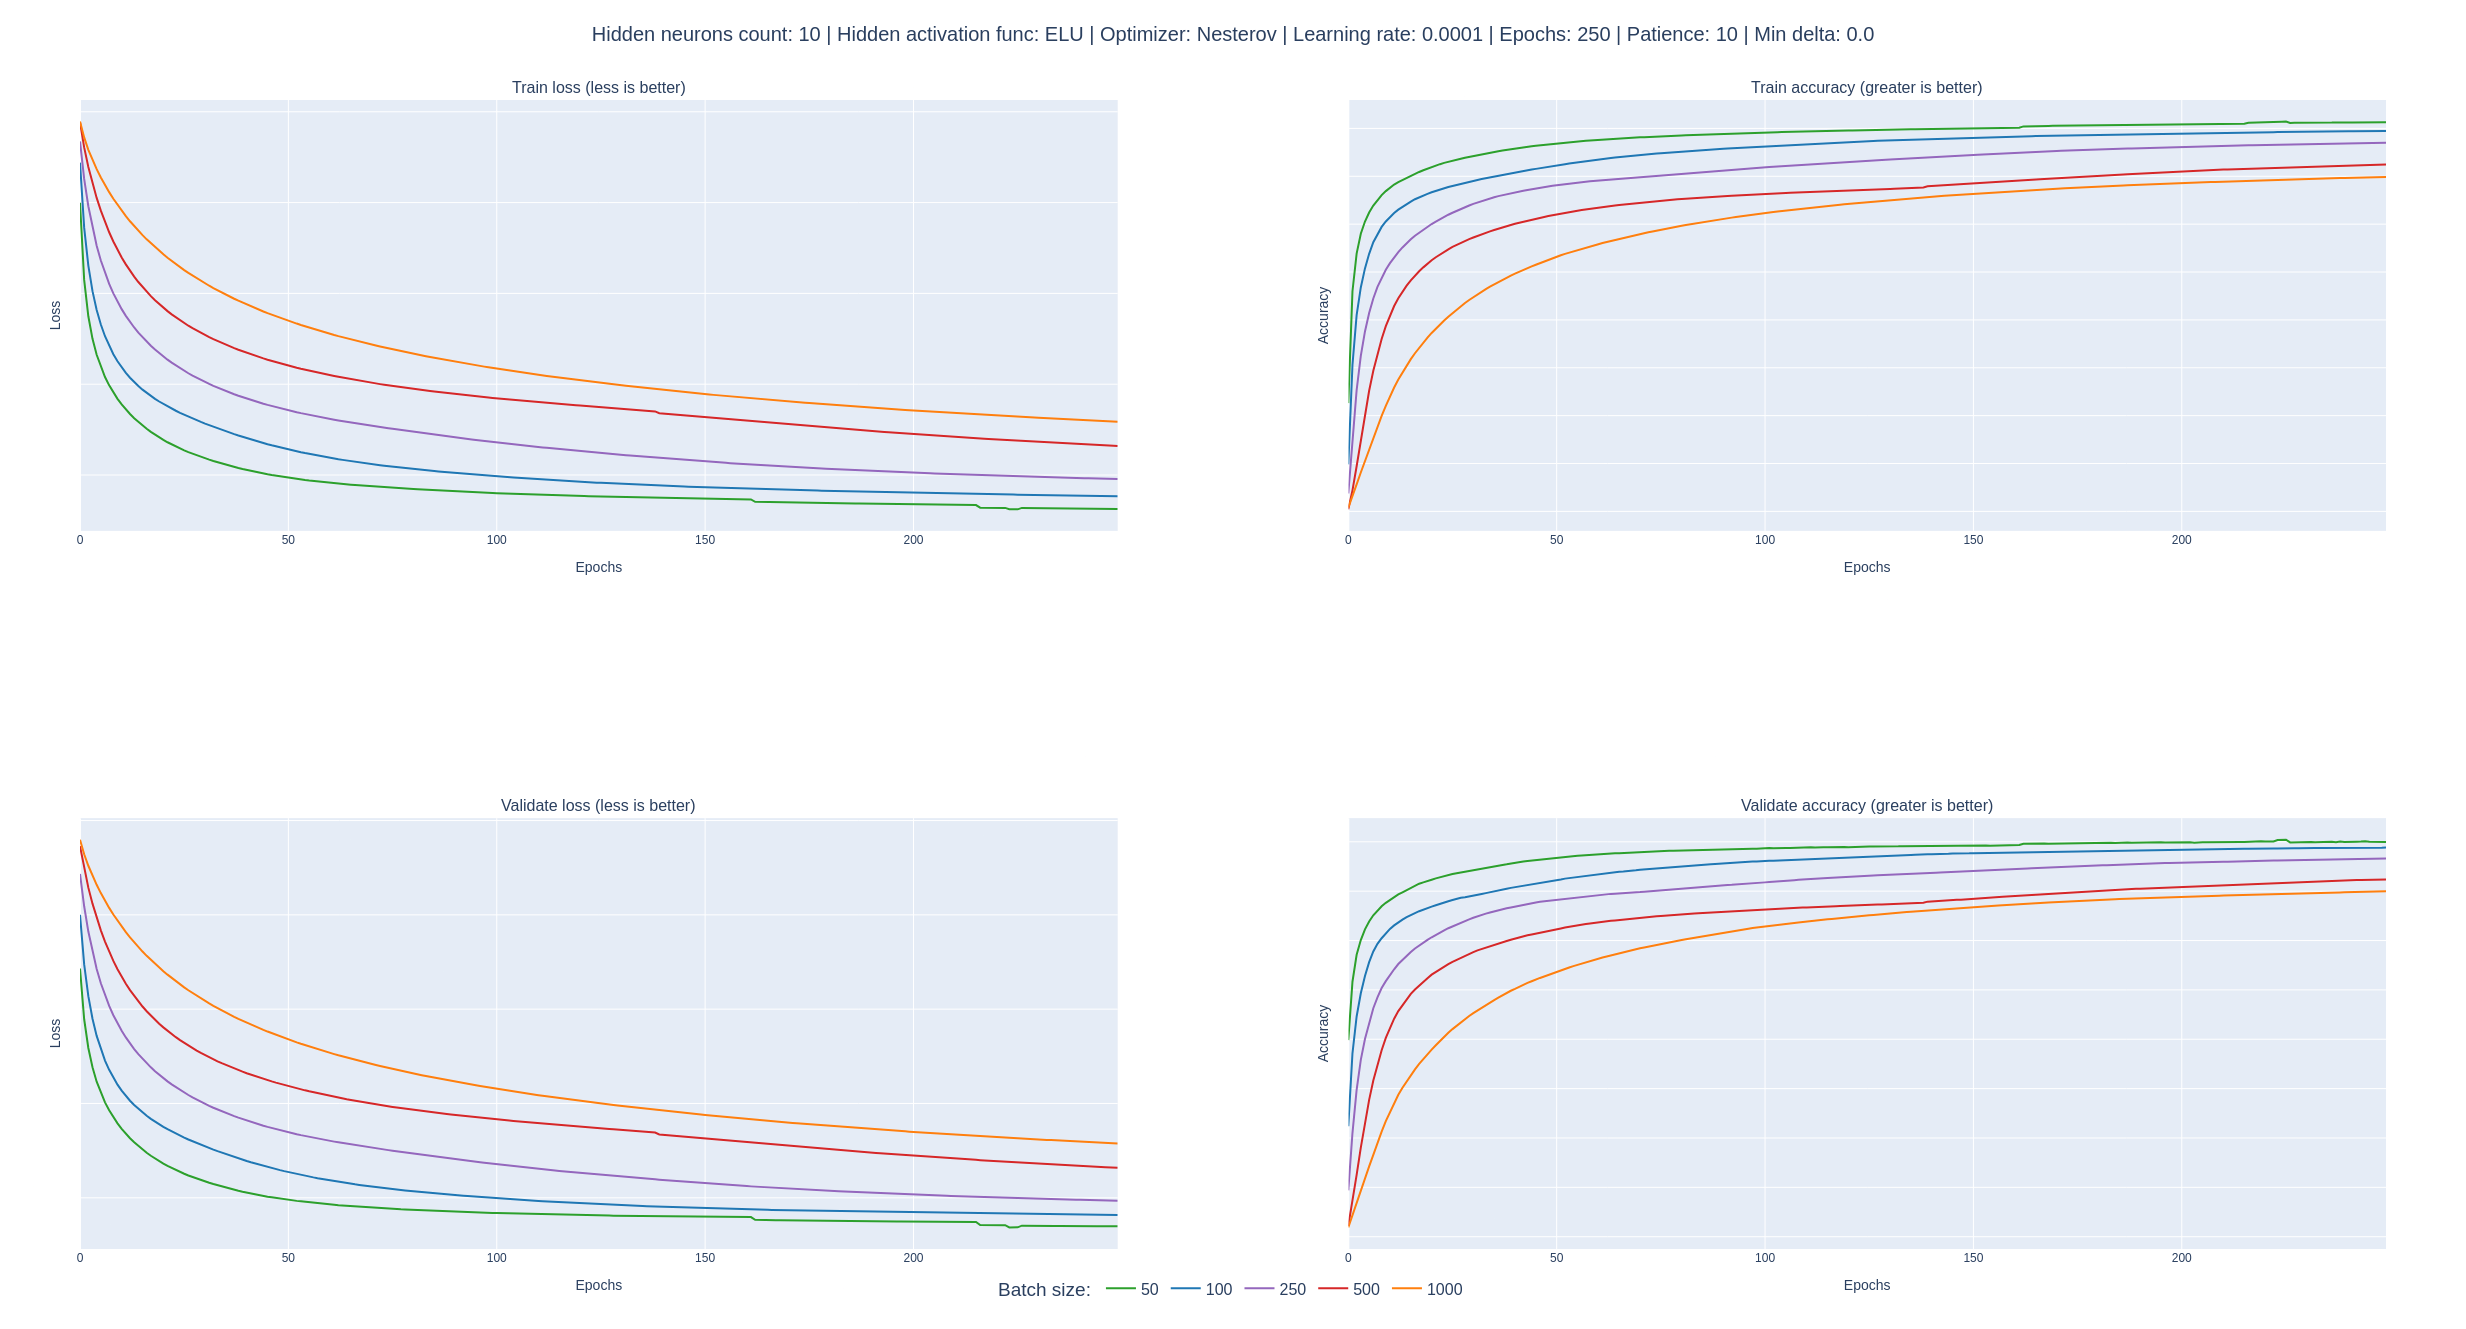 Hidden neurons count: 10 | Hidden activation func: ELU | Optimizer: Nesterov | Learning rate: 0.0001 | Epochs: 250 | Patience: 10 | Min delta: 0.0
Train loss (less is better)
Loss
0 50 100 150 200
Epochs
Train accuracy (greater is better)
Accuracy
0 50 100 150 200
Epochs
Validate loss (less is better)
Loss
0 50 100 150 200
Epochs
Validate accuracy (greater is better)
Accuracy
0 50 100 150 200
Epochs
Batch size: 50 100 250 500 1000